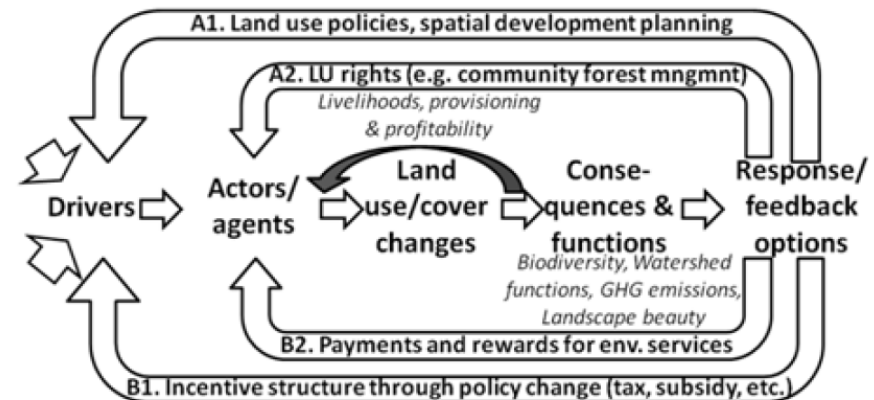 A1. Land use policies, spatial development planning
A2. LU rights (e.g. community forest mngmnt)
Livelihoods, provisioning
& profitability
Drivers
Actors/
agents
Land
use/cover
changes
Conse-
quences &
functions
Biodiversity, Watershed
functions, GHG emissions,
Landscape beauty
Response/
feedback
options
B2. Payments and rewards for env. services
B1. Incentive structure through policy change (tax, subsidy, etc.)